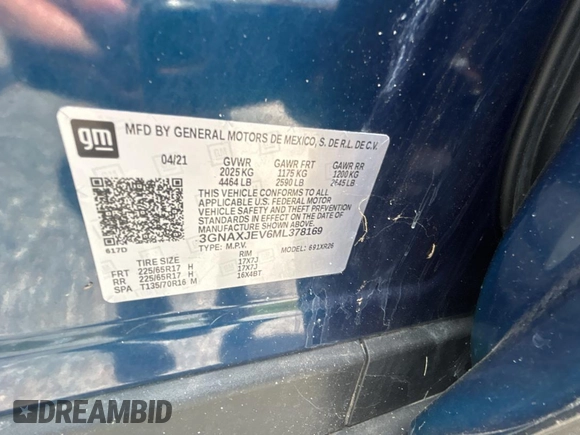 gm
MFD BY GENERAL MOTORS DE MEXICO, S. DE R.L. DE C.V.
04/21 GVWR GAWR FRT GAWR RR
2025 KG 1175 KG 1200 KG
4464 LB 2590 LB 2645 LB
THIS VEHICLE CONFORMS TO ALL
APPLICABLE U.S. FEDERAL MOTOR
VEHICLE SAFETY AND THEFT PREVENTION
STANDARDS IN EFFECT ON THE DATE OF
MANUFACTURE SHOWN ABOVE.
3GNAXJEV6ML378169
617D TYPE: M.P.V. MODEL:
TIRE SIZE RIM
FRT 225/65R17 H 17X7J
RR 225/65R17 H 17X7J
SPA T135/70R16 M 16X4BT
DREAMBID